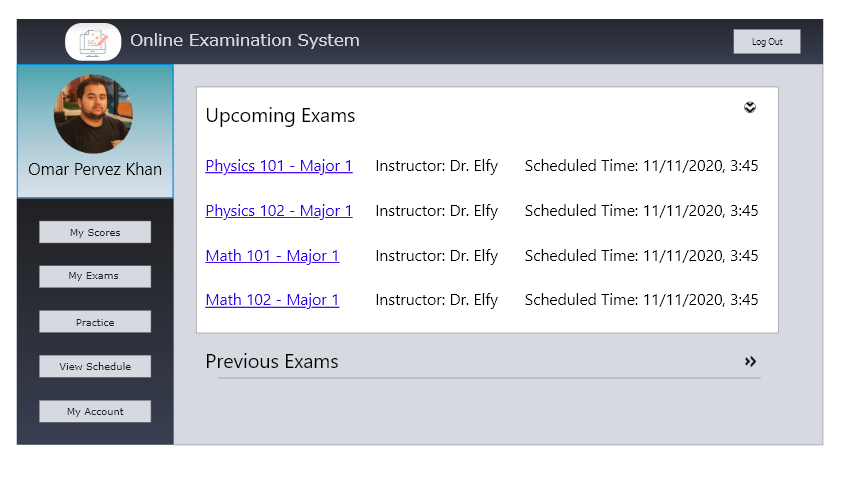 Online Examination System
Log Out
Omar Pervez Khan
My Scores
My Exams
Practice
View Schedule
My Account
Upcoming Exams
Physics 101 - Major 1 Instructor: Dr. Elfy Scheduled Time: 11/11/2020, 3:45
Physics 102 - Major 1 Instructor: Dr. Elfy Scheduled Time: 11/11/2020, 3:45
Math 101 - Major 1 Instructor: Dr. Elfy Scheduled Time: 11/11/2020, 3:45
Math 102 - Major 1 Instructor: Dr. Elfy Scheduled Time: 11/11/2020, 3:45
Previous Exams